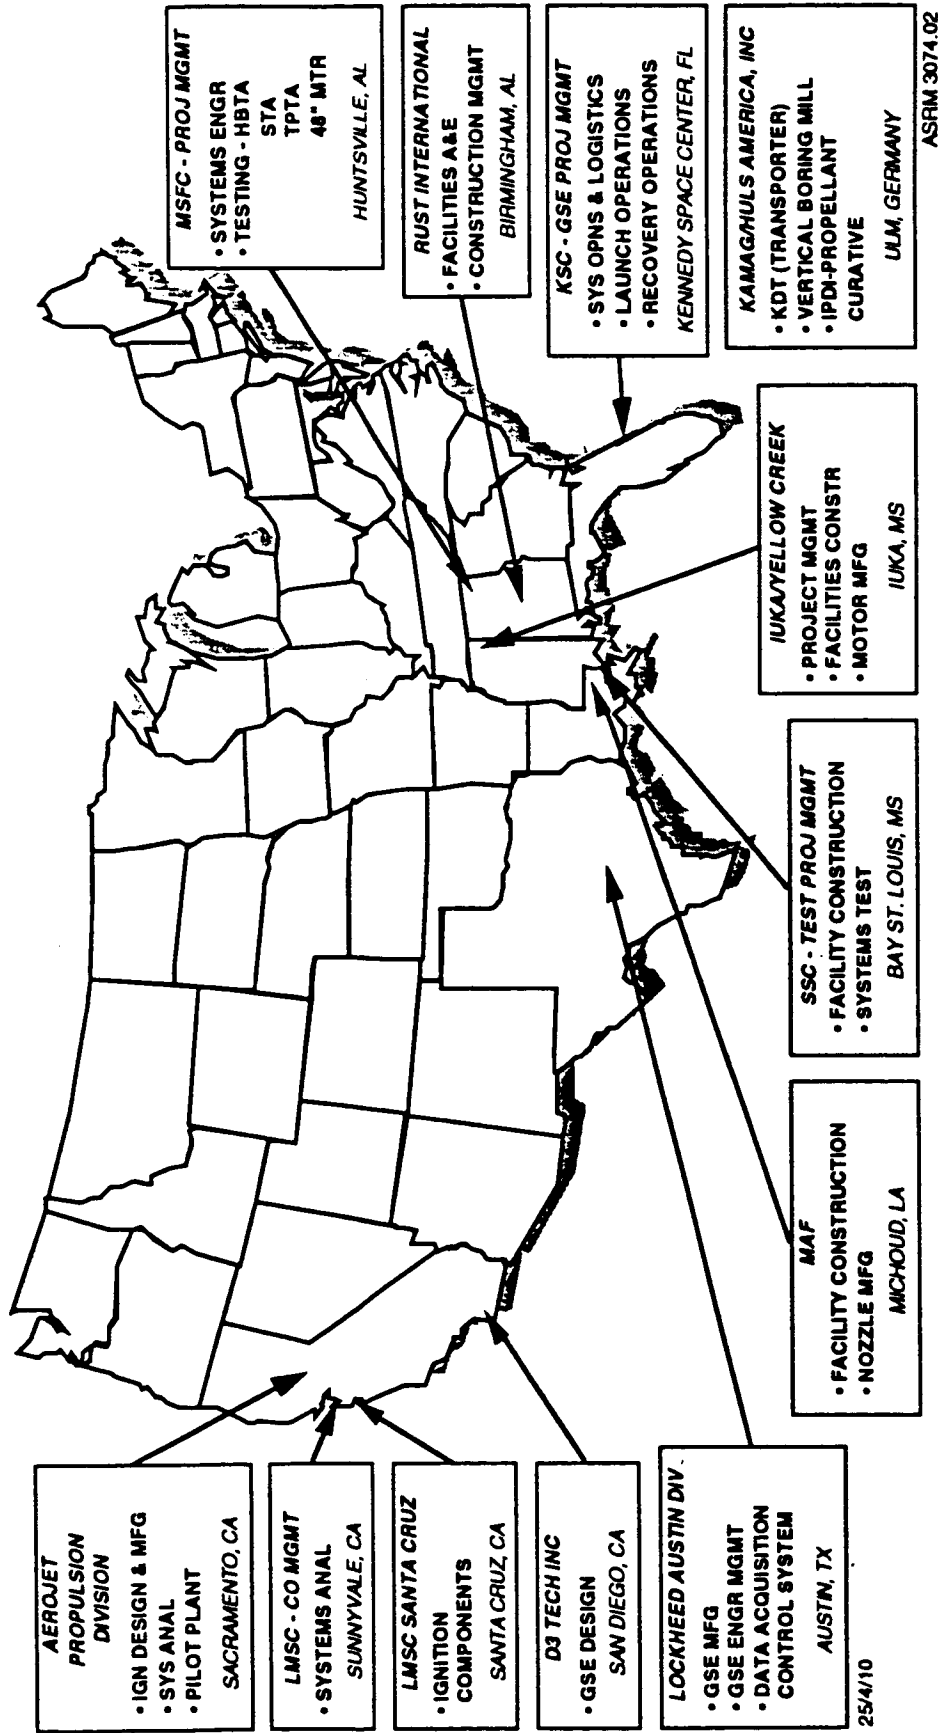 AEROJET
PROPULSION
DIVISION
• IGN DESIGN & MFG
• SYS ANAL
• PILOT PLANT
SACRAMENTO, CA
LMSC - CO MGMT
• SYSTEMS ANAL
SUNNYVALE, CA
LMSC SANTA CRUZ
• IGNITION
COMPONENTS
SANTA CRUZ, CA
D3 TECH INC
• GSE DESIGN
SAN DIEGO, CA
LOCKHEED AUSTIN DIV.
• GSE MFG
• GSE ENGR MGMT
• DATA ACQUISITION
CONTROL SYSTEM
AUSTIN, TX
MAF
• FACILITY CONSTRUCTION
• NOZZLE MFG
MICHOUD, LA
SSC - TEST PROJ MGMT
• FACILITY CONSTRUCTION
• SYSTEMS TEST
BAY ST. LOUIS, MS
IUKA/YELLOW CREEK
• PROJECT MGMT
• FACILITIES CONSTR
• MOTOR MFG
IUKA, MS
MSFC - PROJ MGMT
• SYSTEMS ENGR
• TESTING - HBTA
STA
TPTA
48" MTR
HUNTSVILLE, AL
RUST INTERNATIONAL
• FACILITIES A&E
• CONSTRUCTION MGMT
BIRMINGHAM, AL
KSC - GSE PROJ MGMT
• SYS OPNS & LOGISTICS
• LAUNCH OPERATIONS
• RECOVERY OPERATIONS
KENNEDY SPACE CENTER, FL
KAMAG/HULS AMERICA, INC
• KDT (TRANSPORTER)
• VERTICAL BORING MILL
• IPDI-PROPELLANT
CURATIVE
ULM, GERMANY
25/4/10
ASRM 3074.02